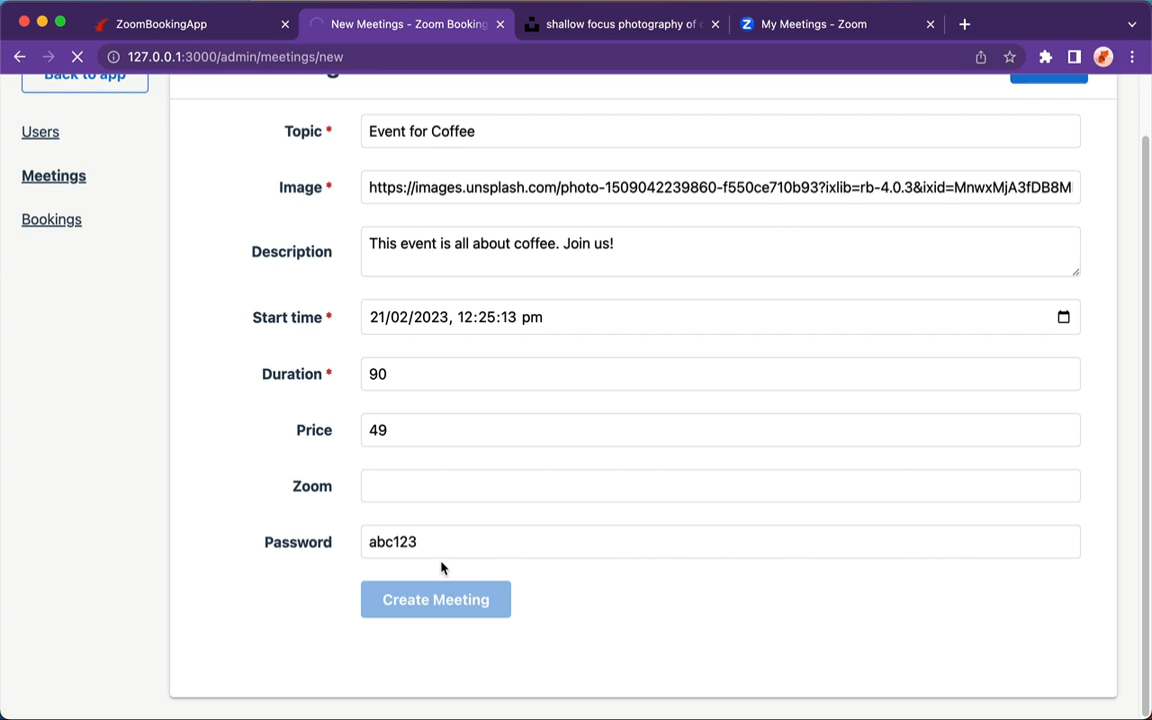 ZoomBookingApp
New Meetings - Zoom Booking
shallow focus photography of
My Meetings - Zoom
127.0.0.1:3000/admin/meetings/new
Back to app
Users
Meetings
Bookings
Topic *
Event for Coffee
Image *
https://images.unsplash.com/photo-1509042239860-f550ce710b93?ixlib=rb-4.0.3&ixid=MnwxMjA3fDB8M
Description
This event is all about coffee. Join us!
Start time *
21/02/2023, 12:25:13 pm
Duration *
90
Price
49
Zoom
Password
abc123
Create Meeting